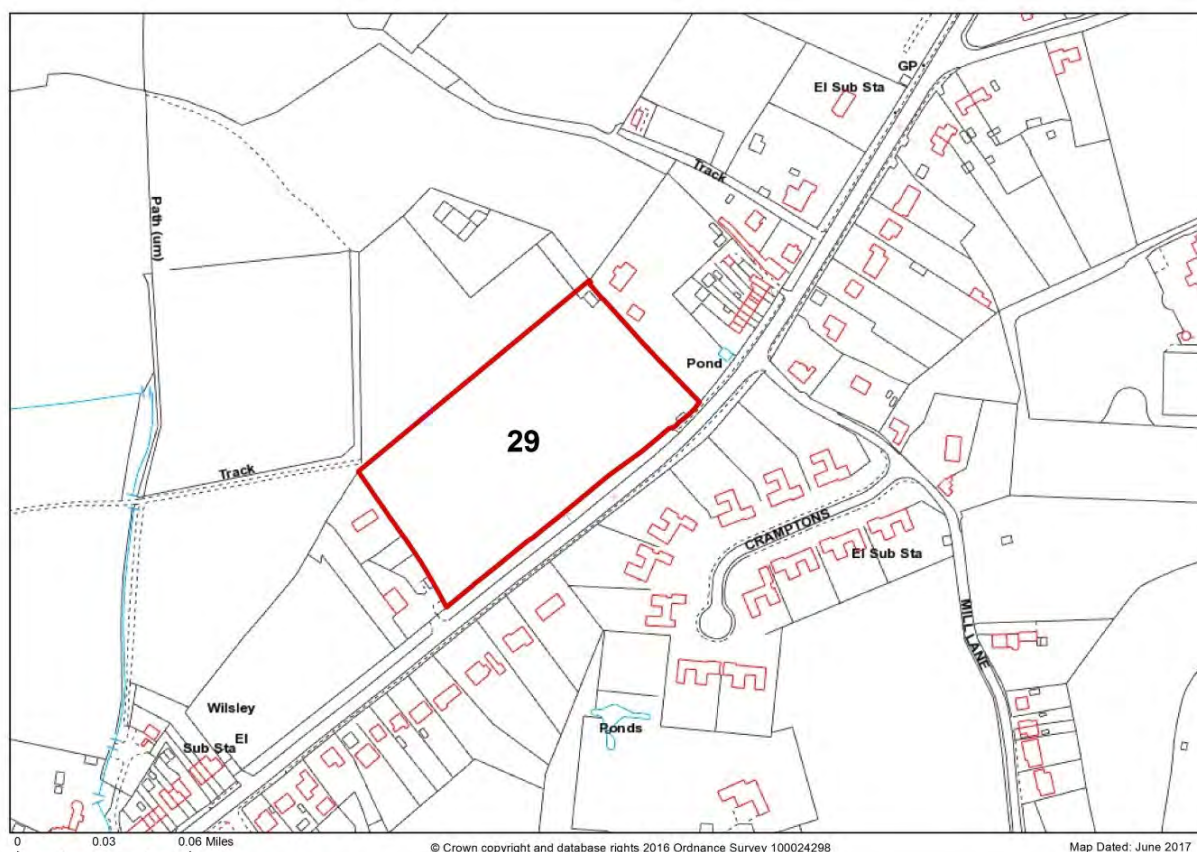 GP
El Sub Sta
Track
Path (um)
Pond
29
Track
CRAMPTONS
El Sub Sta
MILL LANE
Wilsley
El
Sub Sta
Ponds
0 0.03 0.06 Miles
© Crown copyright and database rights 2016 Ordnance Survey 100024298
Map Dated: June 2017